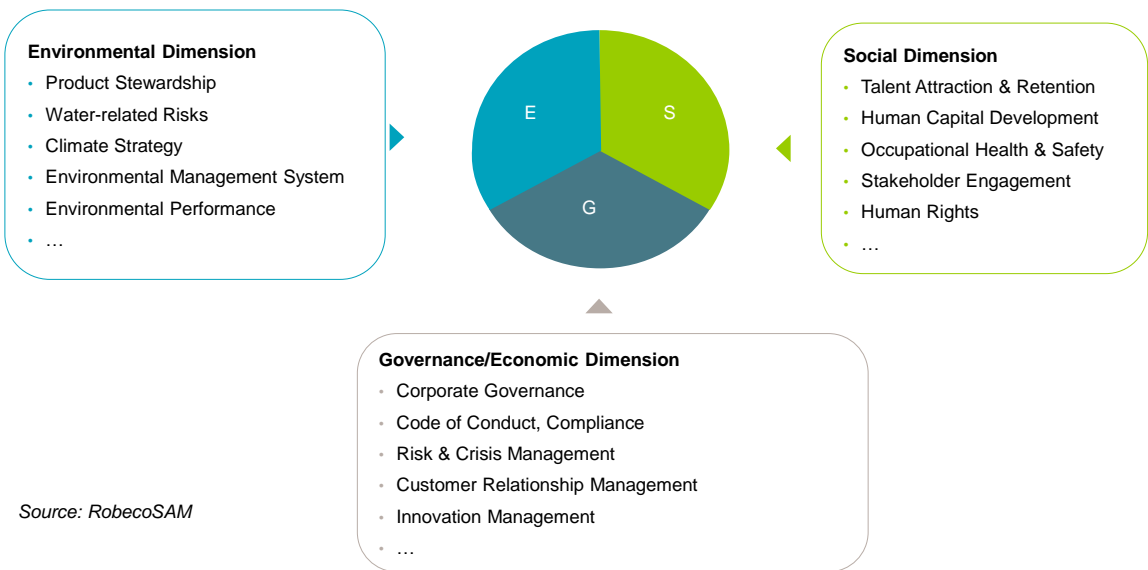 Environmental Dimension
• Product Stewardship
• Water-related Risks
• Climate Strategy
• Environmental Management System
• Environmental Performance
• …
E
S
G
Social Dimension
• Talent Attraction & Retention
• Human Capital Development
• Occupational Health & Safety
• Stakeholder Engagement
• Human Rights
• …
Governance/Economic Dimension
• Corporate Governance
• Code of Conduct, Compliance
• Risk & Crisis Management
• Customer Relationship Management
• Innovation Management
• …
Source: RobecoSAM